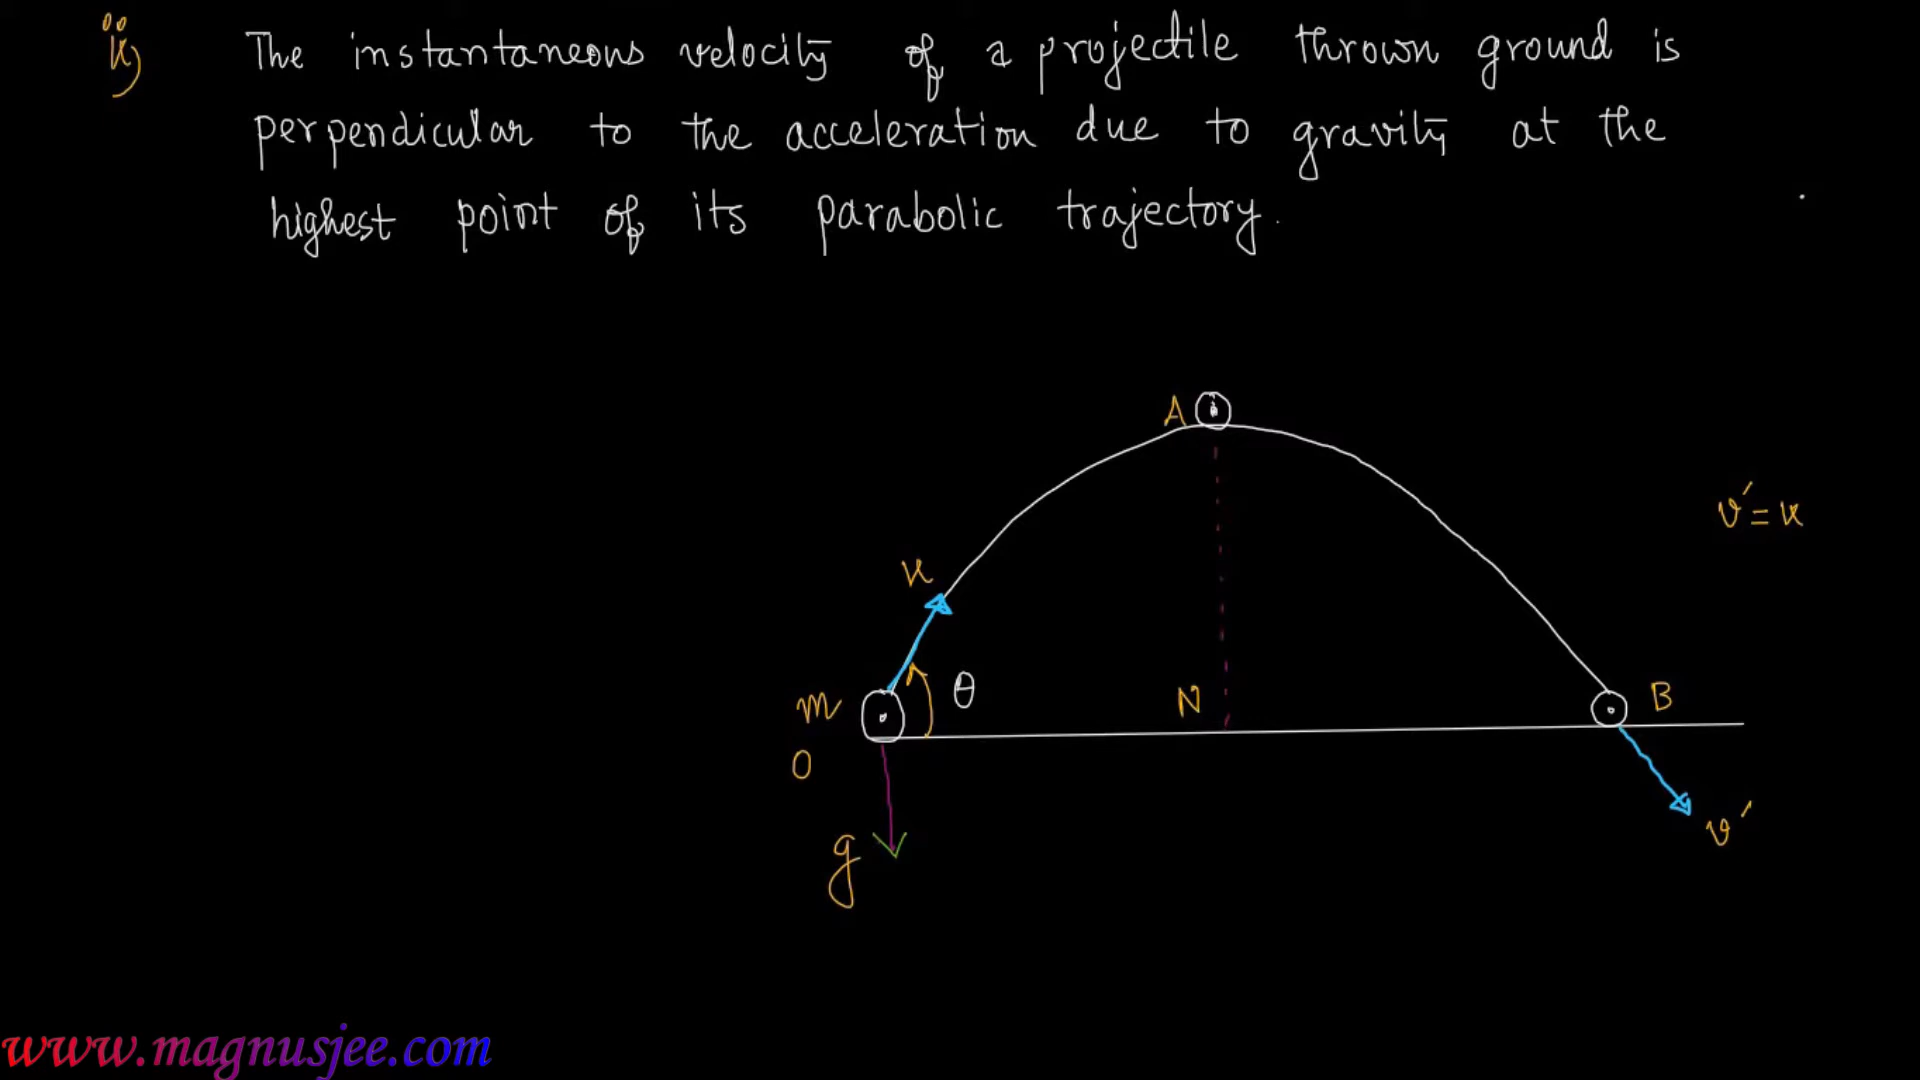 ii)
The instantaneous velocity of a projectile thrown ground is
perpendicular to the acceleration due to gravity at the
highest point of its parabolic trajectory.
A
v' = u
u
θ
m
N
B
O
v'
g
www.magnusjee.com